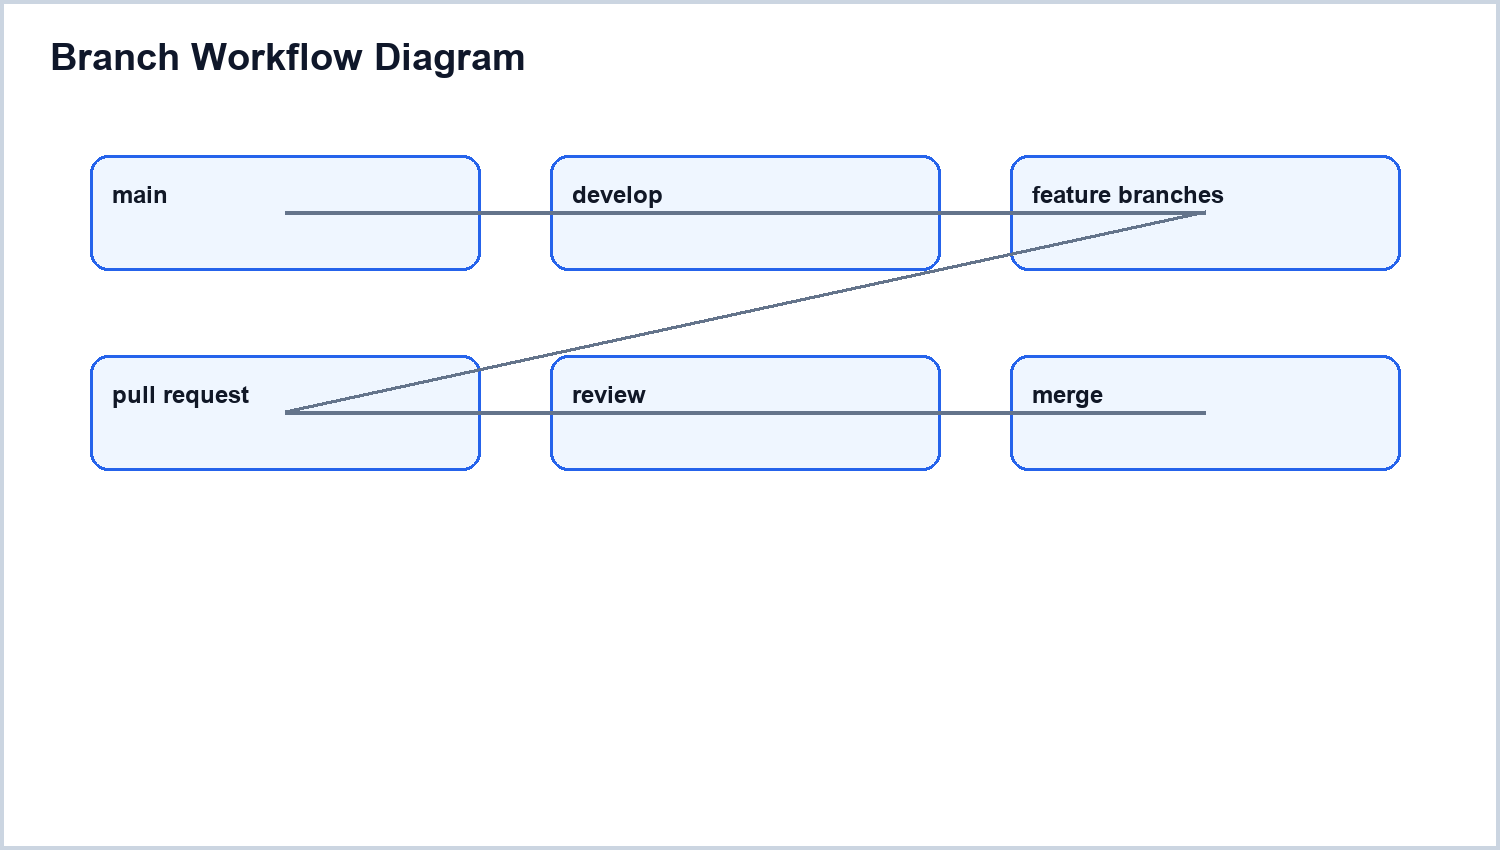 Branch Workflow Diagram
main
develop
feature branches
pull request
review
merge